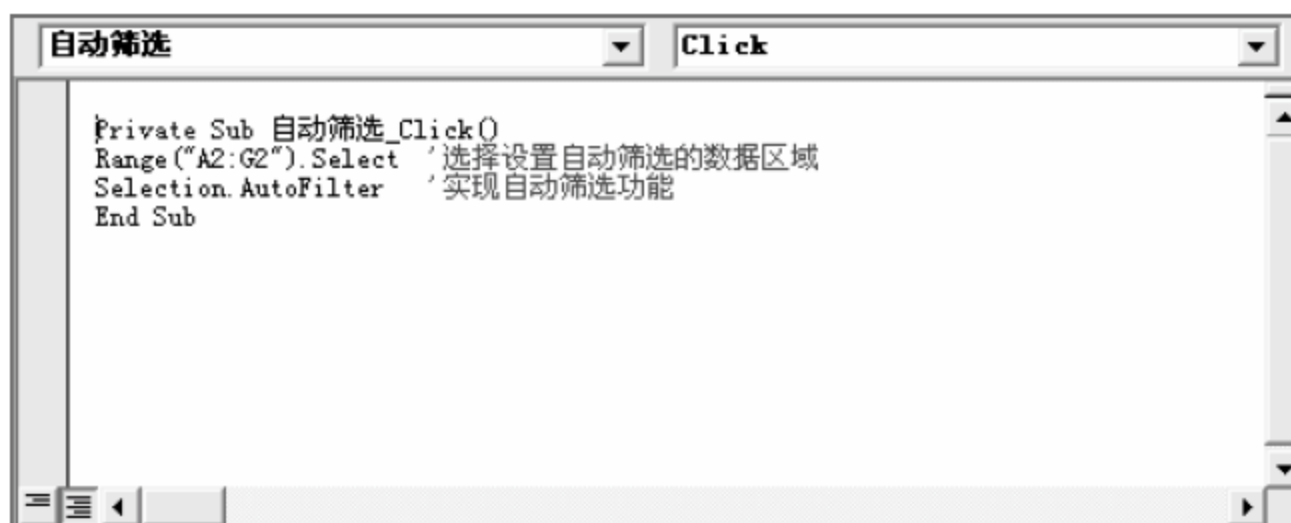 自动筛选 Click
Private Sub 自动筛选_Click()
Range("A2:G2").Select '选择设置自动筛选的数据区域
Selection.AutoFilter '实现自动筛选功能
End Sub